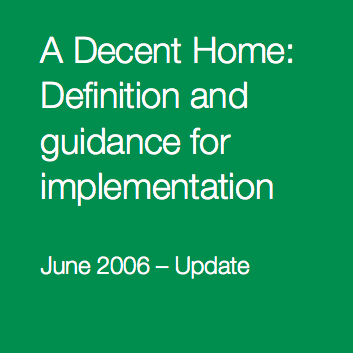 A Decent Home:
Definition and
guidance for
implementation
June 2006 – Update